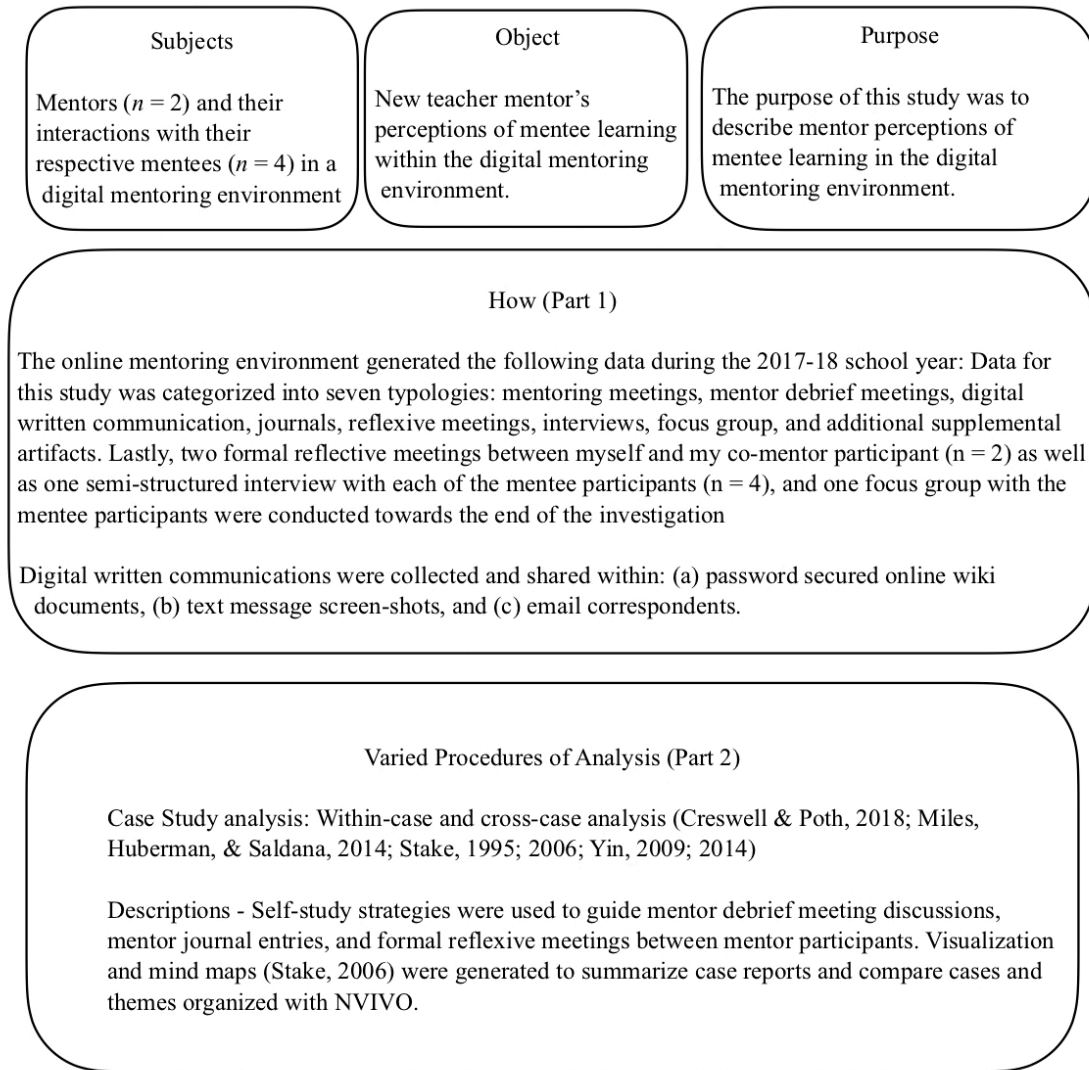 Subjects
Mentors (n = 2) and their
interactions with their
respective mentees (n = 4) in a
digital mentoring environment
Object
New teacher mentor's
perceptions of mentee learning
within the digital mentoring
environment.
Purpose
The purpose of this study was to
describe mentor perceptions of
mentee learning in the digital
mentoring environment.
How (Part 1)
The online mentoring environment generated the following data during the 2017-18 school year: Data for
this study was categorized into seven typologies: mentoring meetings, mentor debrief meetings, digital
written communication, journals, reflexive meetings, interviews, focus group, and additional supplemental
artifacts. Lastly, two formal reflective meetings between myself and my co-mentor participant (n = 2) as well
as one semi-structured interview with each of the mentee participants (n = 4), and one focus group with the
mentee participants were conducted towards the end of the investigation
Digital written communications were collected and shared within: (a) password secured online wiki
documents, (b) text message screen-shots, and (c) email correspondents.
Varied Procedures of Analysis (Part 2)
Case Study analysis: Within-case and cross-case analysis (Creswell & Poth, 2018; Miles,
Huberman, & Saldana, 2014; Stake, 1995; 2006; Yin, 2009; 2014)
Descriptions - Self-study strategies were used to guide mentor debrief meeting discussions,
mentor journal entries, and formal reflexive meetings between mentor participants. Visualization
and mind maps (Stake, 2006) were generated to summarize case reports and compare cases and
themes organized with NVIVO.